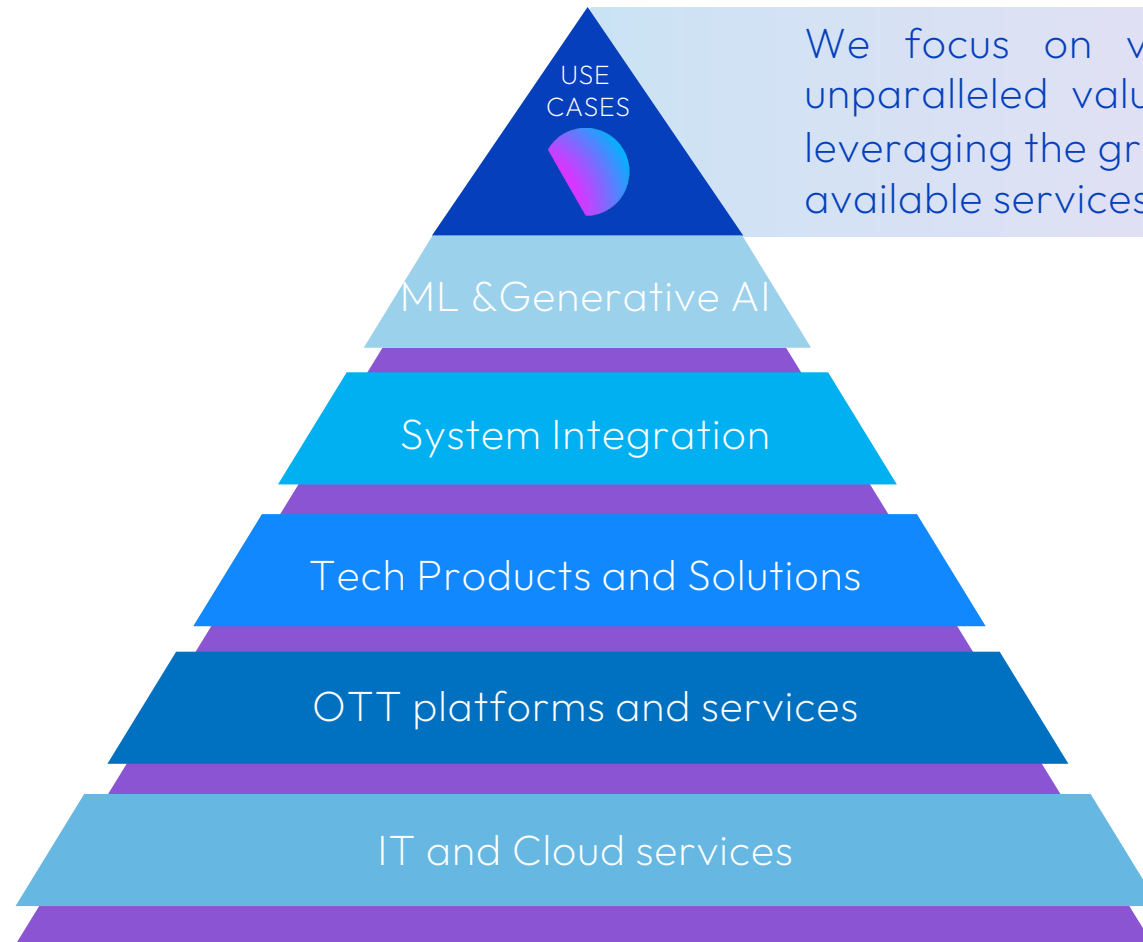 USE
CASES
We focus on
unparalleled
leveraging the
available services
ML &Generative AI
System Integration
Tech Products and Solutions
OTT platforms and services
IT and Cloud services